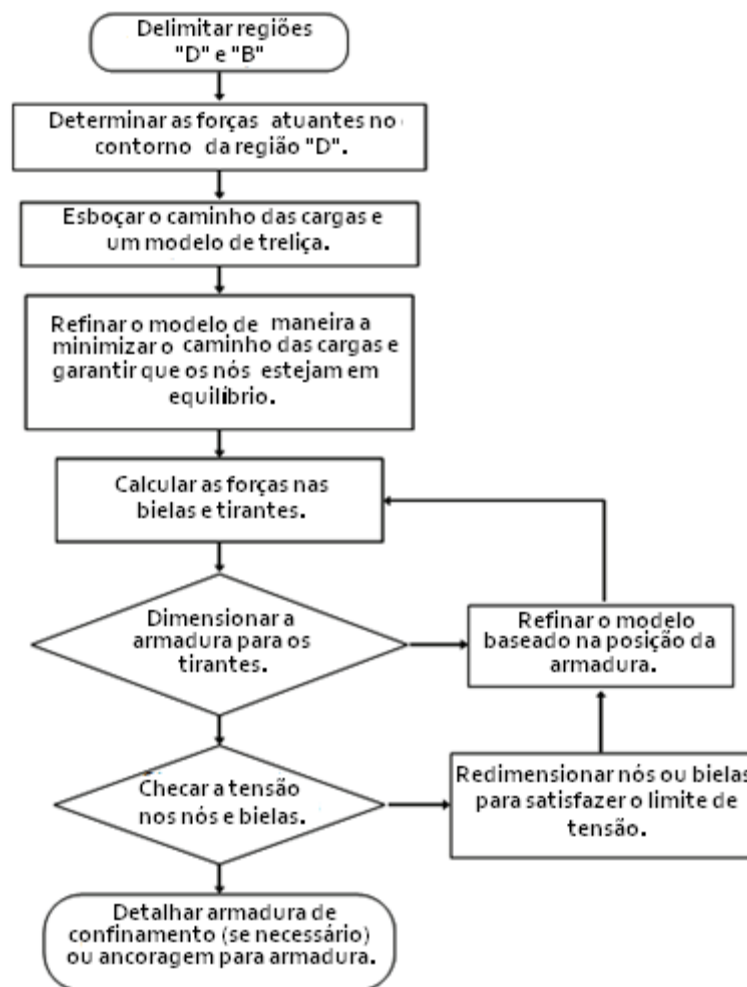 Delimitar regiões
"D" e "B"
Determinar as forças atuantes no
contorno da região "D".
Esboçar o caminho das cargas e
um modelo de treliça.
Refinar o modelo de maneira a
minimizar o caminho das cargas e
garantir que os nós estejam em
equilíbrio.
Calcular as forças nas
bielas e tirantes.
Dimensionar a
armadura para os
tirantes.
Refinar o modelo
baseado na posição da
armadura.
Checar a tensão
nos nós e bielas.
Redimensionar nós ou bielas
para satisfazer o limite de
tensão.
Detalhar armadura de
confinamento (se necessário)
ou ancoragem para armadura.